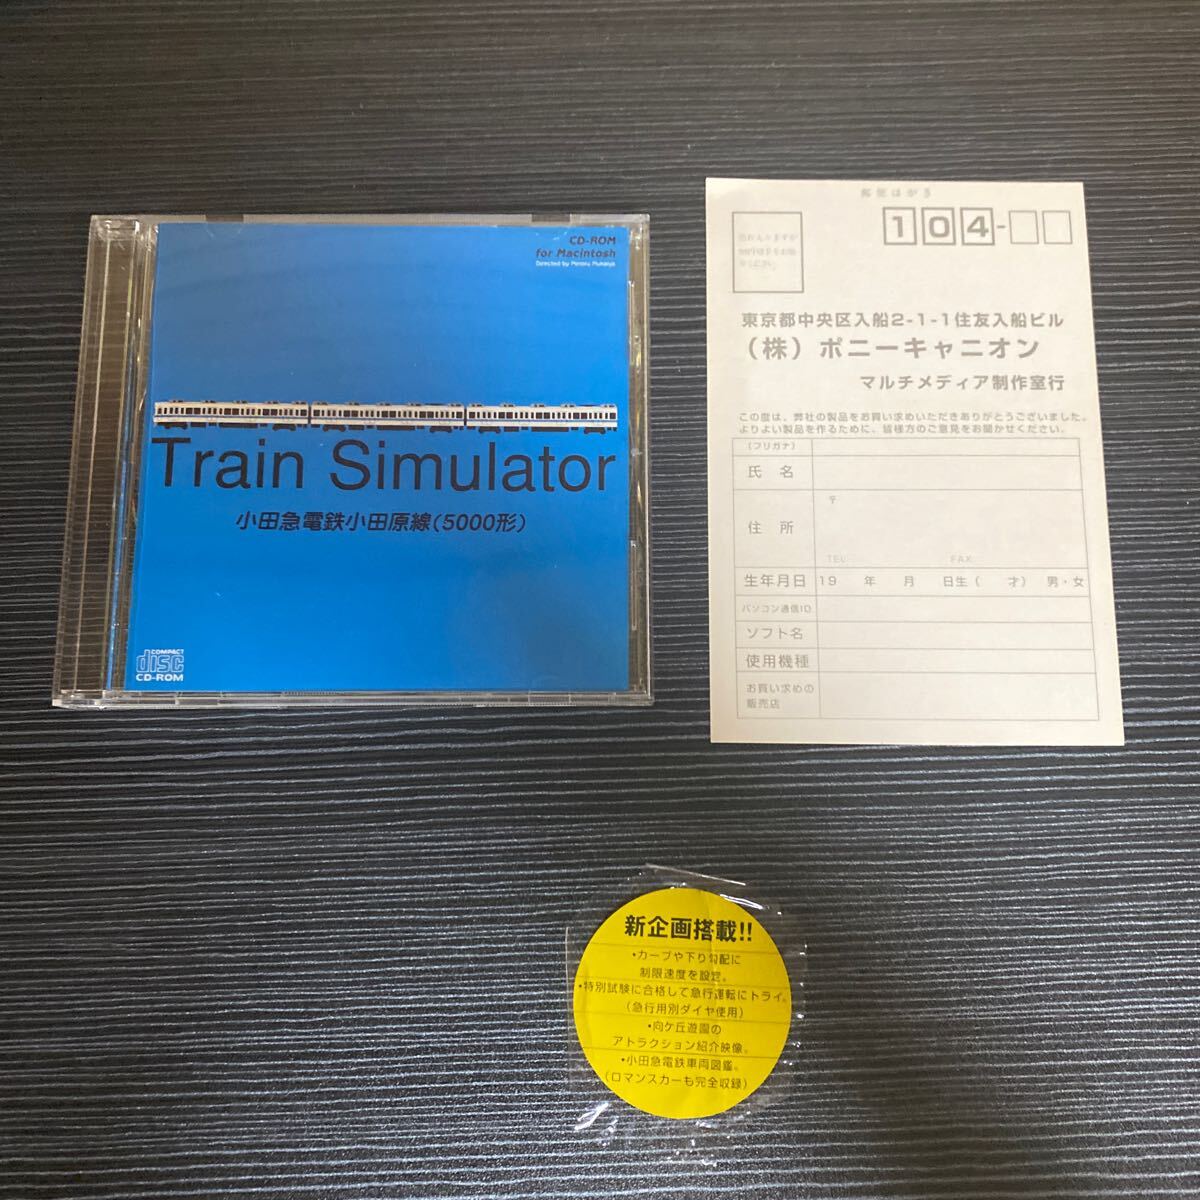 CD-ROM
for Macintosh
Directed by Minoru Mukaiya
Train Simulator
小田急電鉄小田原線(5000形)
COMPACT
disc
CD-ROM
郵便はがき
104-
東京都中央区入船2-1-1住友入船ビル
(株)ポニーキャニオン
マルチメディア制作室行
この度は、弊社の製品をお買い求めいただきありがとうございました。
よりよい製品を作るために、皆様方のご意見をお聞かせください。
(フリガナ)
氏 名
〒
住 所
TEL FAX
生年月日 19 年 月 日生( 才) 男・女
パソコン通信ID
ソフト名
使用機種
お買い求めの
販売店
新企画搭載!!
・カーブや下り勾配に
制限速度を設定。
・特別試験に合格して急行運転にトライ。
(急行用別ダイヤ使用)
・向ケ丘遊園の
アトラクション紹介映像。
・小田急電鉄車両図鑑。
(ロマンスカーも完全収録)